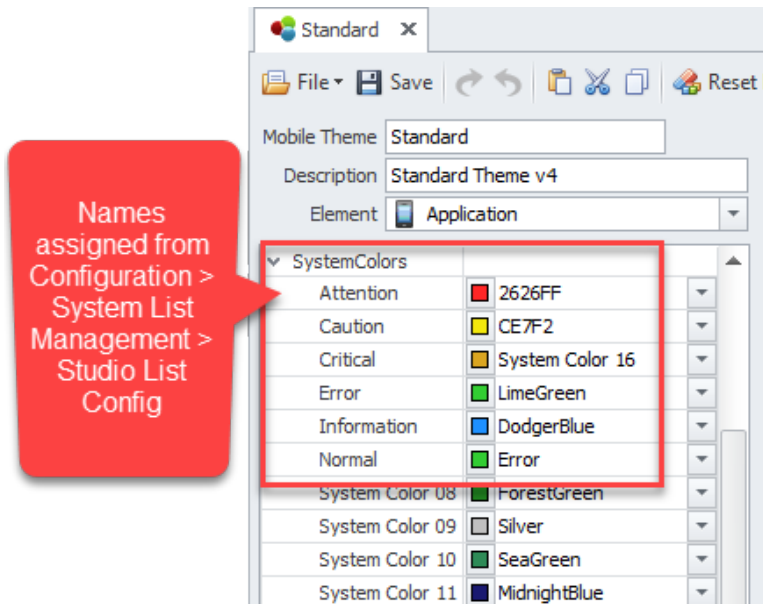 Standard
File Save Reset
Mobile Theme Standard
Description Standard Theme v4
Element Application
Names
assigned from
Configuration >
System List
Management >
Studio List
Config
SystemColors
Attention 2626FF
Caution CE7F2
Critical System Color 16
Error LimeGreen
Information DodgerBlue
Normal Error
System Color 08 ForestGreen
System Color 09 Silver
System Color 10 SeaGreen
System Color 11 MidnightBlue